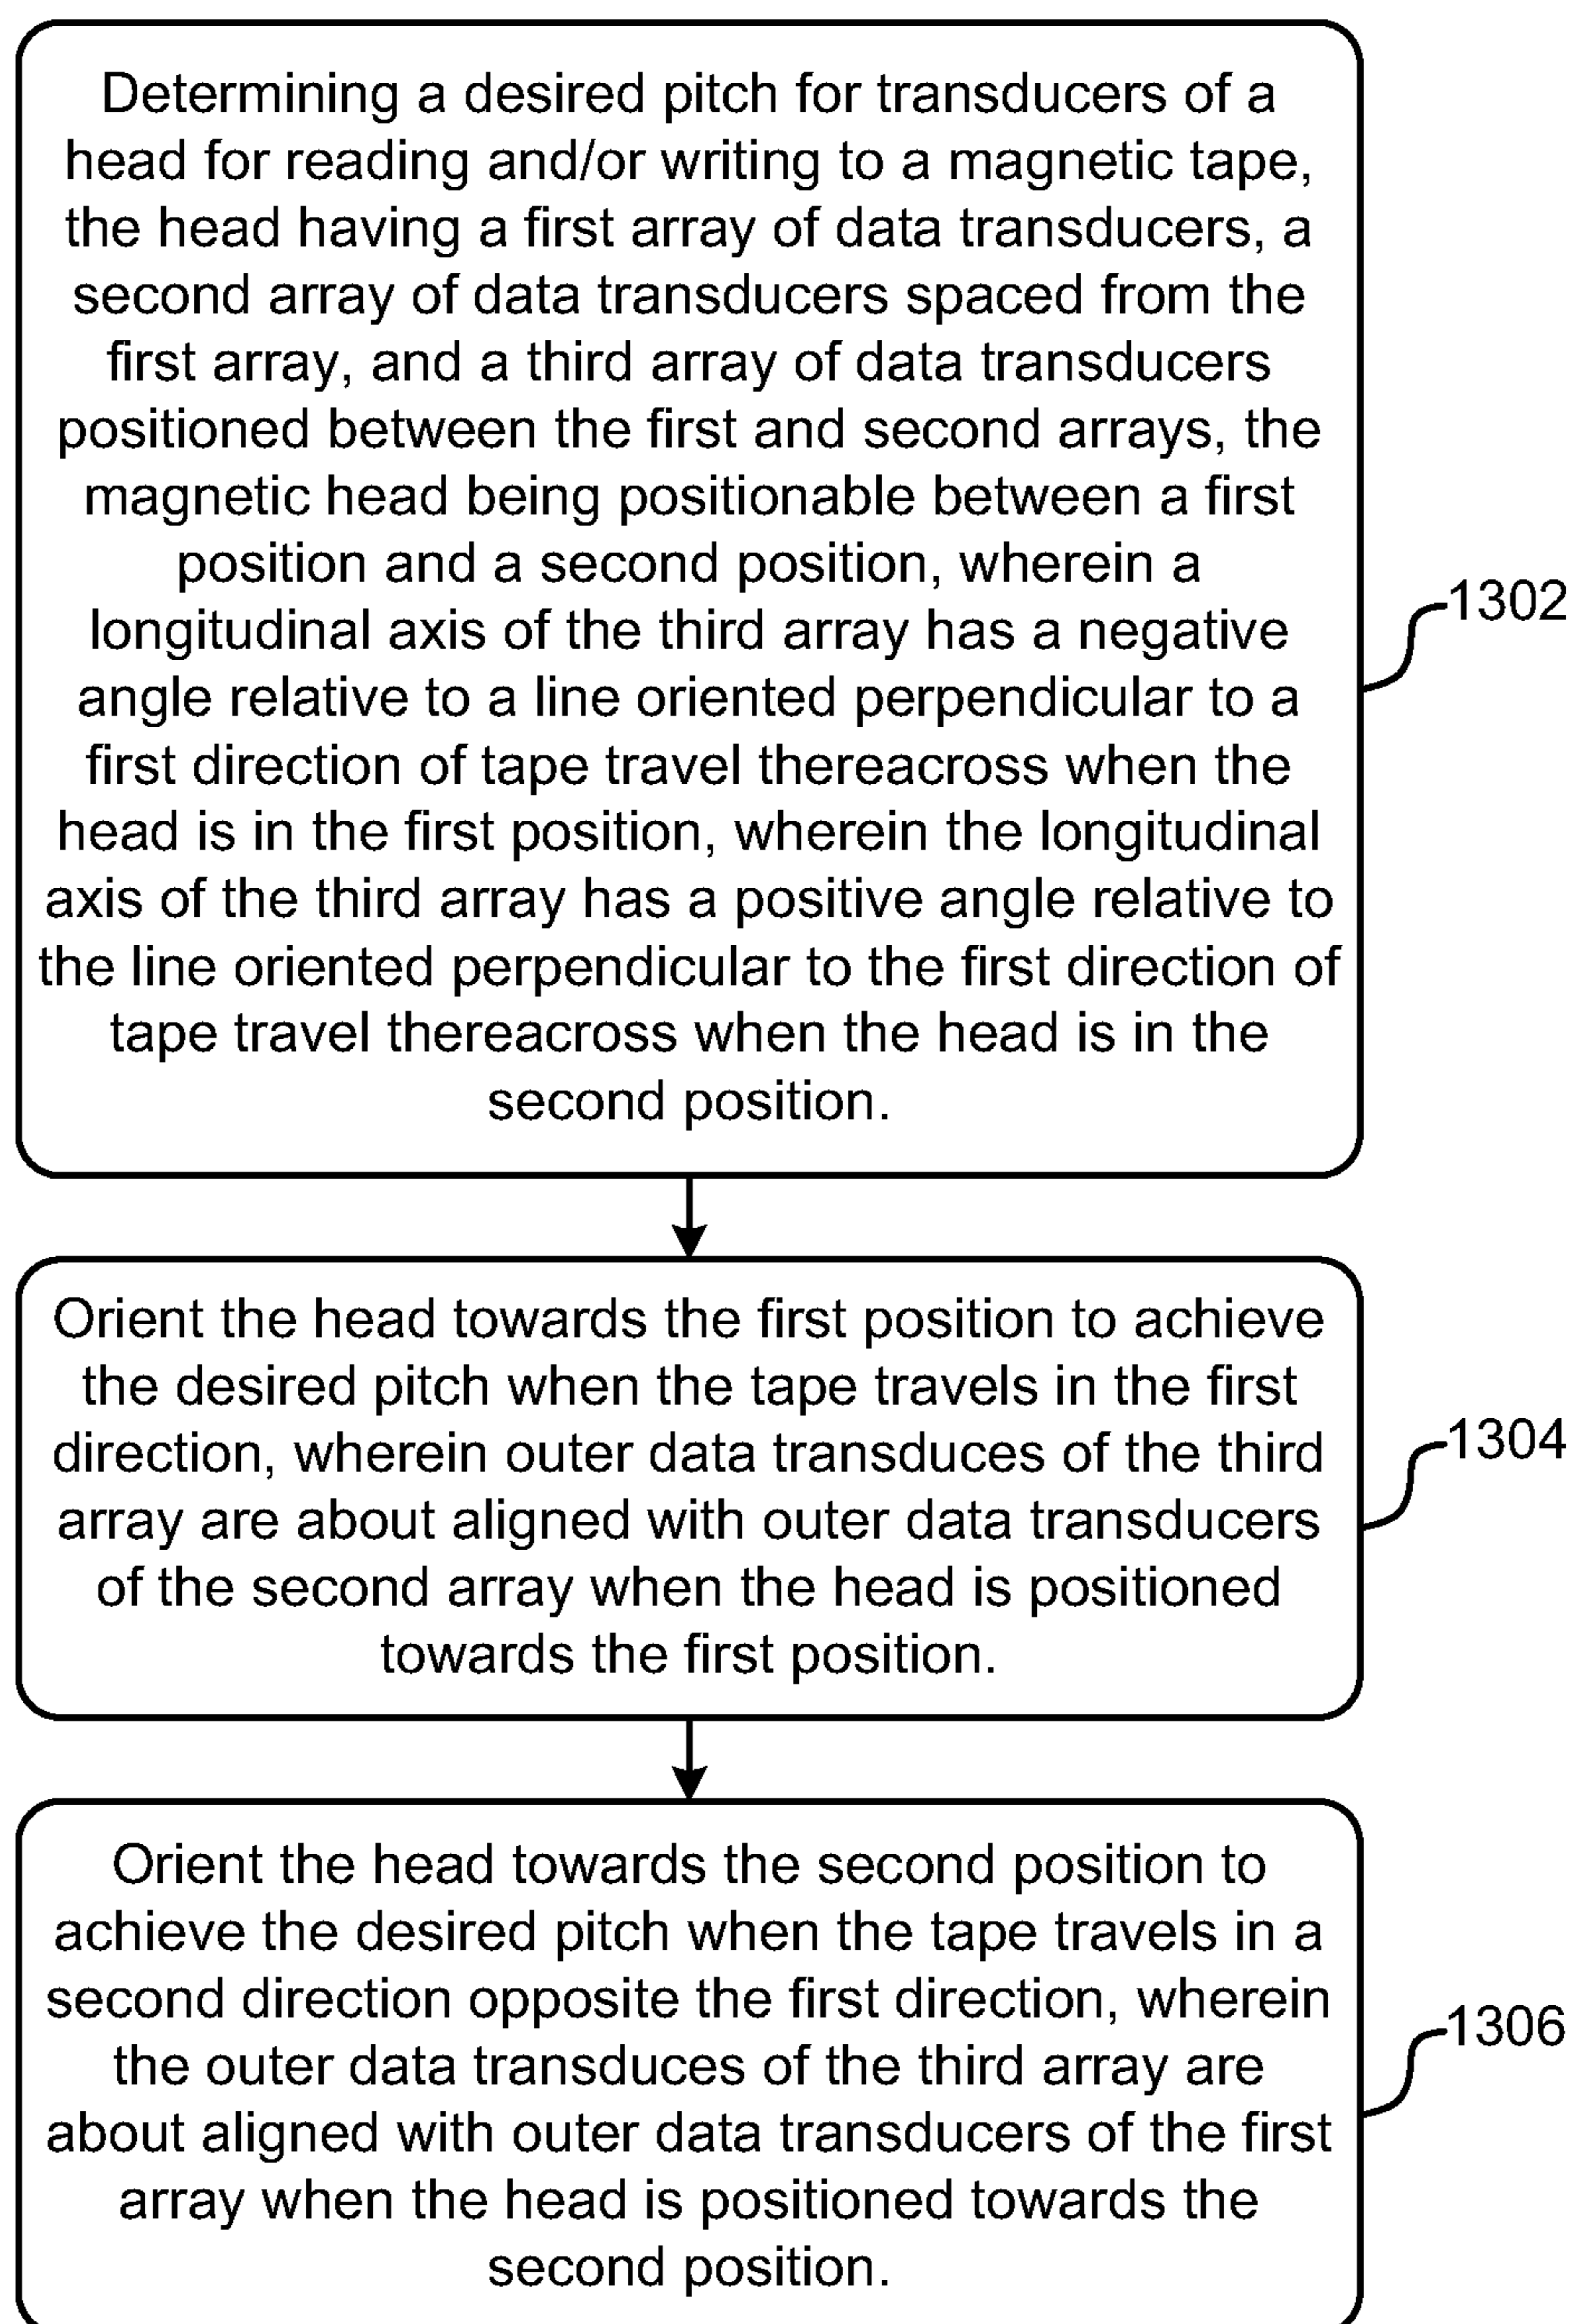 Determining a desired pitch for transducers of a
head for reading and/or writing to a magnetic tape,
the head having a first array of data transducers, a
second array of data transducers spaced from the
first array, and a third array of data transducers
positioned between the first and second arrays, the
magnetic head being positionable between a first
position and a second position, wherein a
longitudinal axis of the third array has a negative
angle relative to a line oriented perpendicular to a
first direction of tape travel thereacross when the
head is in the first position, wherein the longitudinal
axis of the third array has a positive angle relative to
the line oriented perpendicular to the first direction of
tape travel thereacross when the head is in the
second position.
1302
Orient the head towards the first position to achieve
the desired pitch when the tape travels in the first
direction, wherein outer data transduces of the third
array are about aligned with outer data transducers
of the second array when the head is positioned
towards the first position.
1304
Orient the head towards the second position to
achieve the desired pitch when the tape travels in a
second direction opposite the first direction, wherein
the outer data transduces of the third array are
about aligned with outer data transducers of the first
array when the head is positioned towards the
second position.
1306